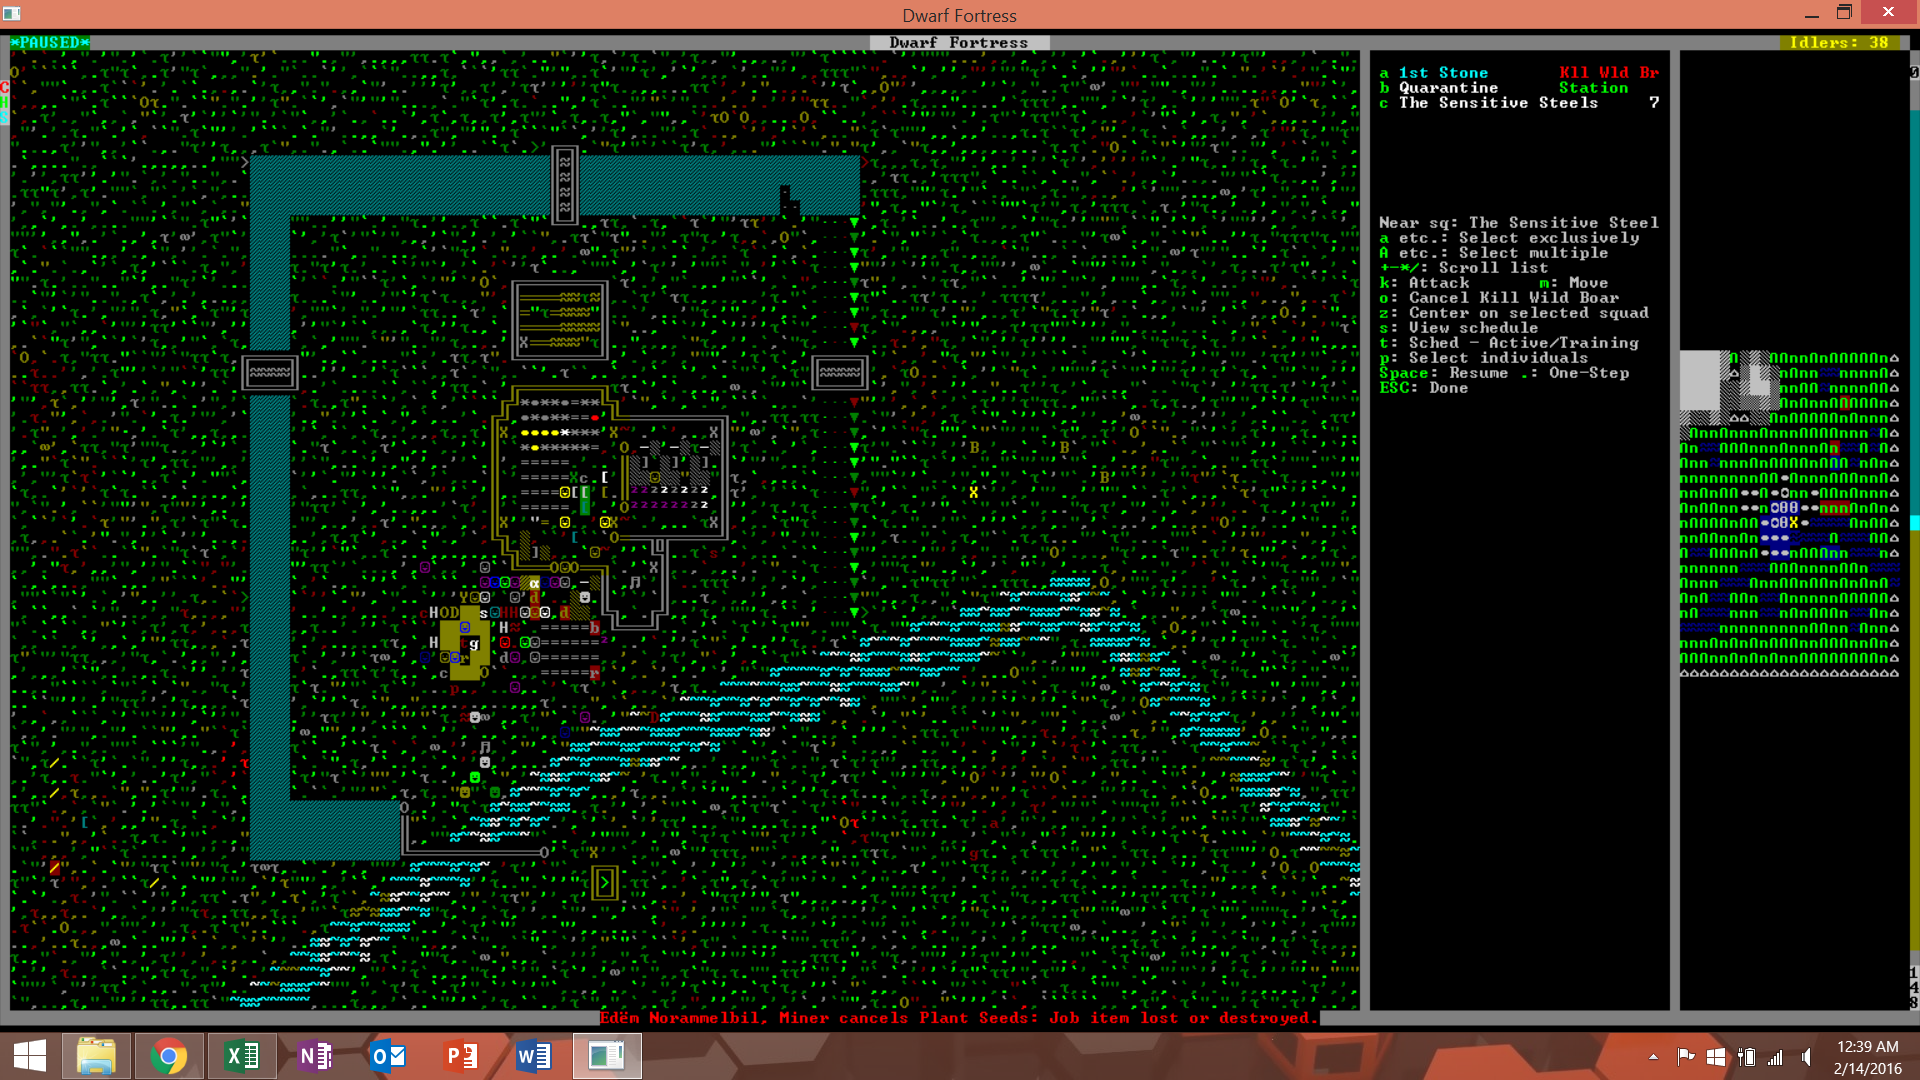 Dwarf Fortress
*PAUSED*
Dwarf Fortress
Idlers: 38
a 1st Stone Kll Wld Br
b Quarantine Station
c The Sensitive Steels 7
Near sq: The Sensitive Steel
a etc.: Select exclusively
A etc.: Select multiple
+-*/: Scroll list
k: Attack m: Move
o: Cancel Kill Wild Boar
z: Center on selected squad
s: View schedule
t: Sched - Active/Training
p: Select individuals
Space: Resume .: One-Step
ESC: Done
Edëm Norammelbil, Miner cancels Plant Seeds: Job item lost or destroyed.
12:39 AM
2/14/2016